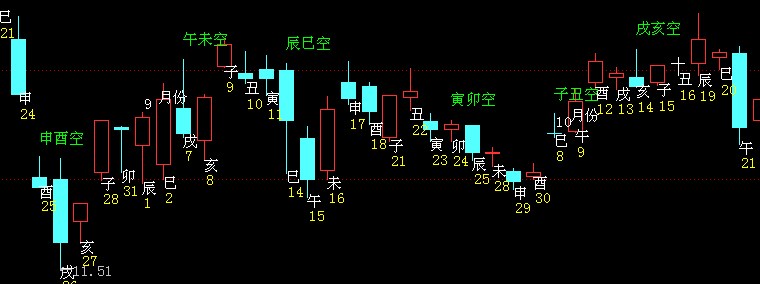 巳
21
申
24
申酉空
酉
25
戌11.51
26
亥
27
子
28
卯
31
9
月份
辰
1
巳
2
戌
7
亥
8
午未空
子
9
丑
10
寅
11
辰巳空
巳
14
午
15
未
16
申
17
酉
18
子
21
丑
22
寅
23
寅卯空
卯
24
辰
25
未
28
申
29
酉
30
子丑空
10
月份
巳
8
午
9
酉
12
戌
13
亥
14
子
15
戌亥空
丑
16
辰
19
巳
20
午
21